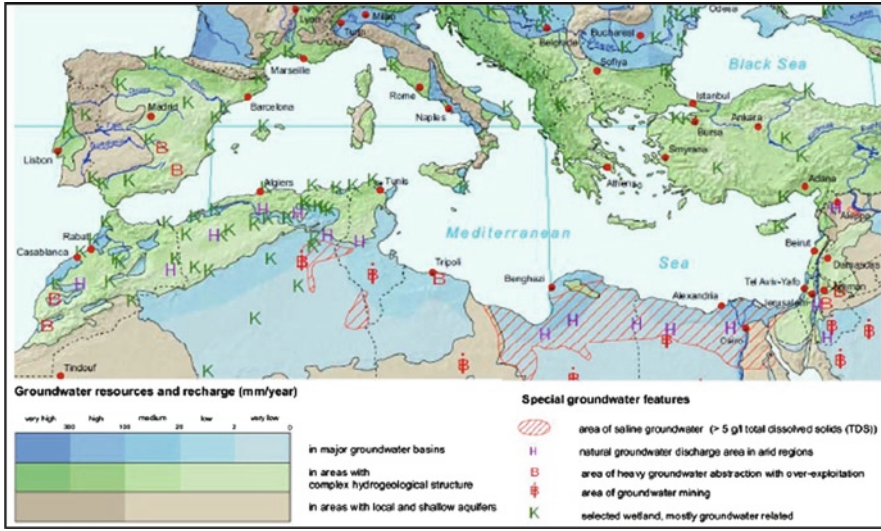 Lyon
Milan
Turin
Odesa
Belgrade
Bucharest
Marseille
Sofiya
Black Sea
Madrid
Barcelona
Rome
Naples
Istanbul
Bursa
Ankara
Lisbon
Smyrana
Algiers
Tunis
Athens
Adana
Aleppo
Rabat
Casablanca
Mediterranean
Sea
Tripoli
Benghazi
Alexandria
Beirut
Damascus
Tel Aviv-Yafo
Amman
Jerusalem
Cairo
Tindouf
Groundwater resources and recharge (mm/year)
very high high medium low very low
300 100 20 2 0
in major groundwater basins
in areas with
complex hydrogeological structure
in areas with local and shallow aquifers
Special groundwater features
area of saline groundwater (> 5 g/l total dissolved solids (TDS))
H natural groundwater discharge area in arid regions
B area of heavy groundwater abstraction with over-exploitation
area of groundwater mining
K selected wetland, mostly groundwater related